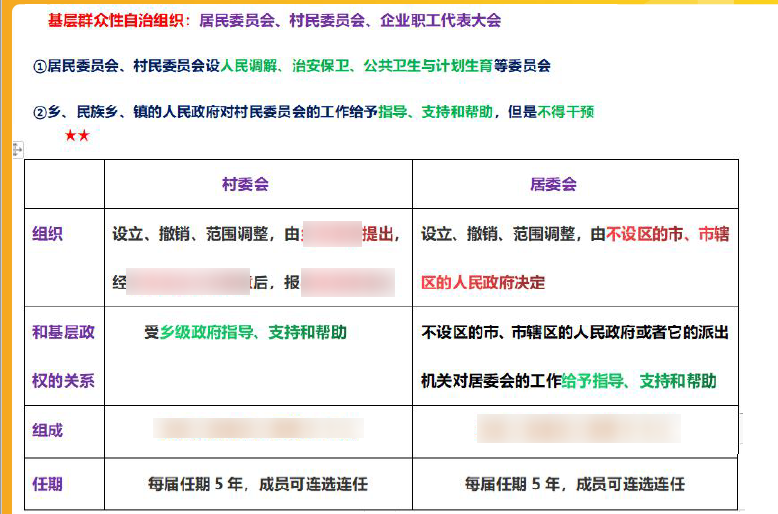 基层群众性自治组织：居民委员会、村民委员会、企业职工代表大会
①居民委员会、村民委员会设人民调解、治安保卫、公共卫生与计划生育等委员会
②乡、民族乡、镇的人民政府对村民委员会的工作给予指导、支持和帮助，但是不得干预
★★
村委会 居委会
组织 设立、撤销、范围调整，由 提出， 设立、撤销、范围调整，由不设区的市、市辖
经 后，报 区的人民政府决定
和基层政 受乡级政府指导、支持和帮助 不设区的市、市辖区的人民政府或者它的派出
权的关系 机关对居委会的工作给予指导、支持和帮助
组成
任期 每届任期 5 年，成员可连选连任 每届任期 5 年，成员可连选连任